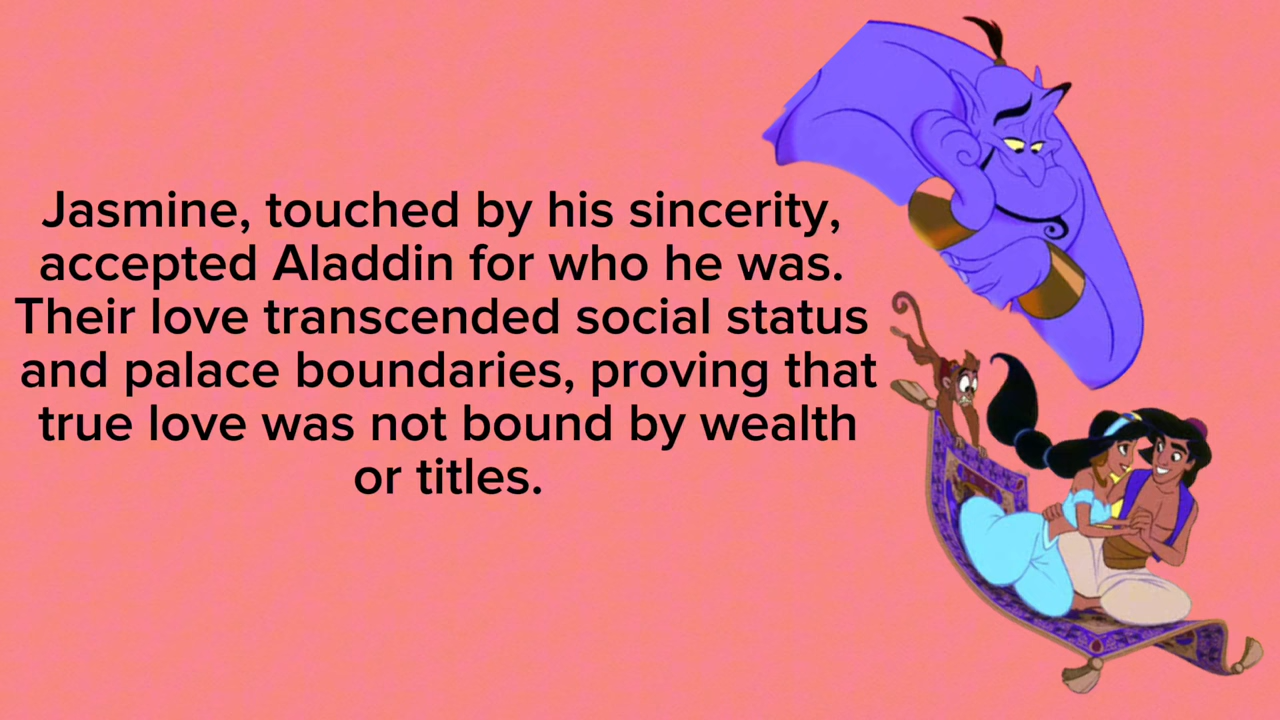 Jasmine, touched by his sincerity,
accepted Aladdin for who he was.
Their love transcended social status
and palace boundaries, proving that
true love was not bound by wealth
or titles.